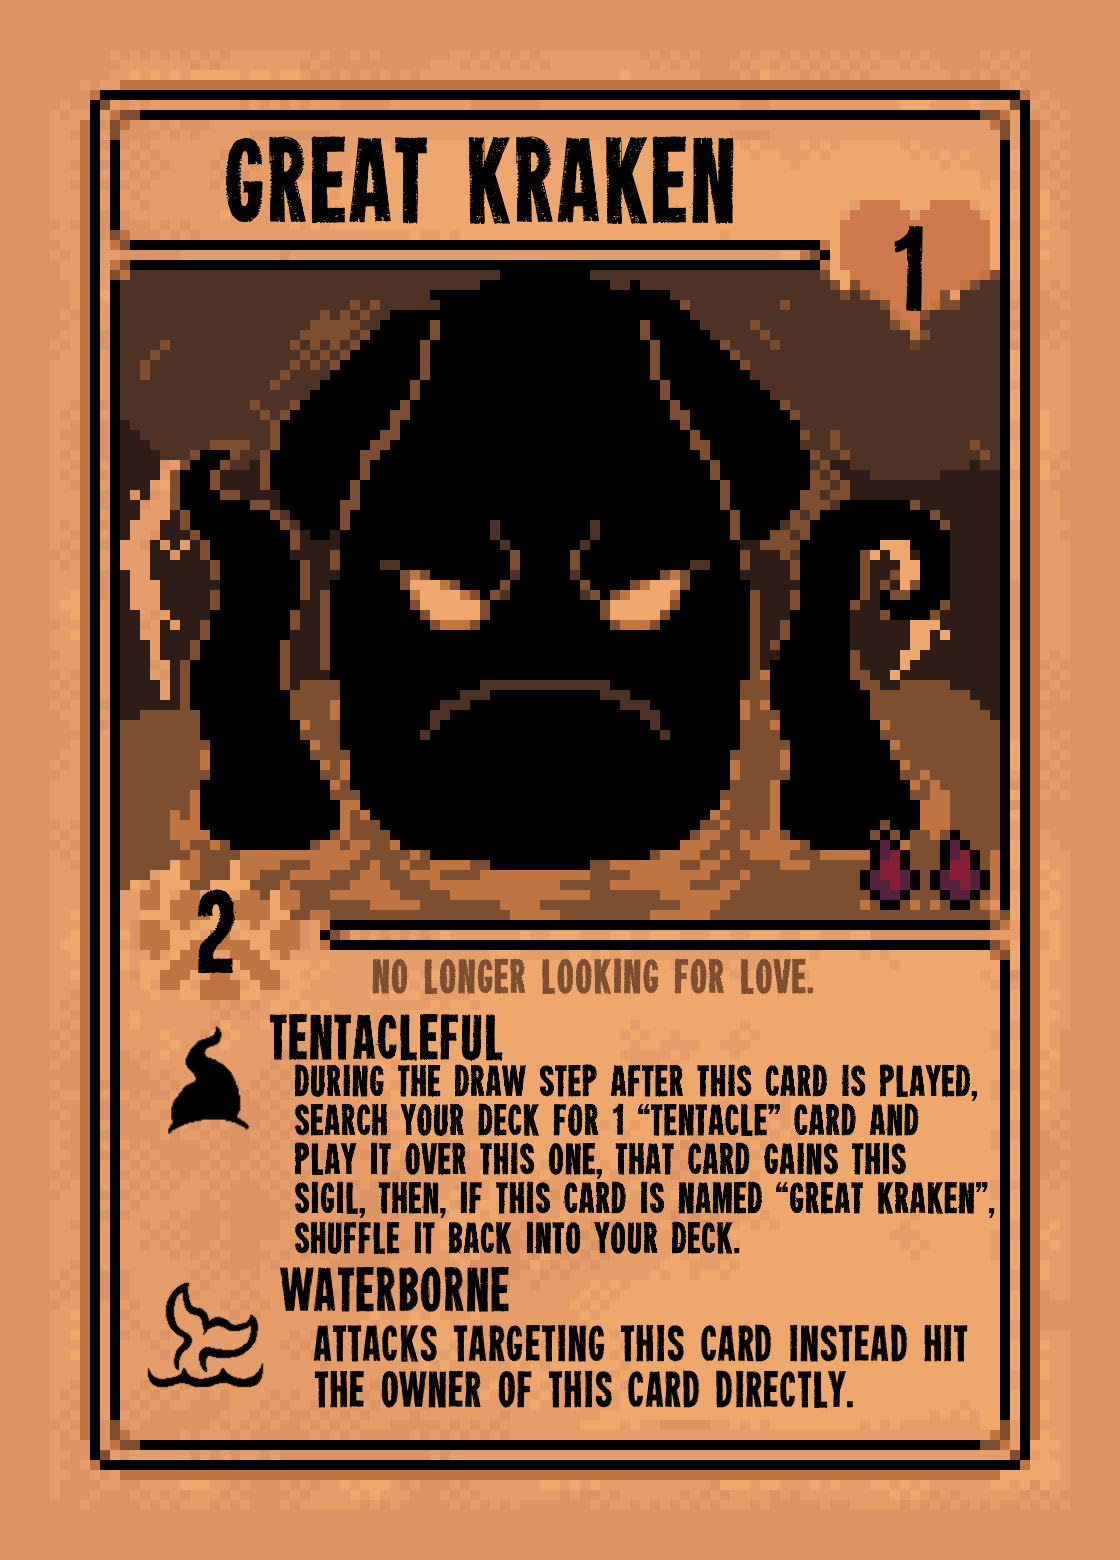 GREAT KRAKEN
1
2
NO LONGER LOOKING FOR LOVE.
TENTACLEFUL
DURING THE DRAW STEP AFTER THIS CARD IS PLAYED,
SEARCH YOUR DECK FOR 1 “TENTACLE” CARD AND
PLAY IT OVER THIS ONE, THAT CARD GAINS THIS
SIGIL, THEN, IF THIS CARD IS NAMED “GREAT KRAKEN”,
SHUFFLE IT BACK INTO YOUR DECK.
WATERBORNE
ATTACKS TARGETING THIS CARD INSTEAD HIT
THE OWNER OF THIS CARD DIRECTLY.